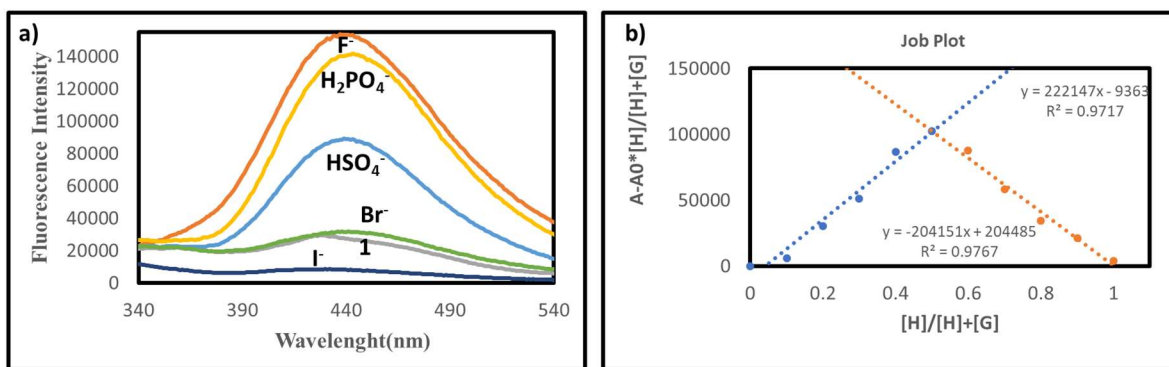 a)
Fluorescence Intensity
140000
120000
100000
80000
60000
40000
20000
0
F-
H₂PO₄-
HSO₄-
Br-
1
I-
340 390 440 490 540
Wavelenght(nm)
b)
Job Plot
A-A0*[H]/[H]+[G]
150000
100000
50000
0
y = 222147x - 9363
R² = 0.9717
y = -204151x + 204485
R² = 0.9767
0 0.2 0.4 0.6 0.8 1
[H]/[H]+[G]